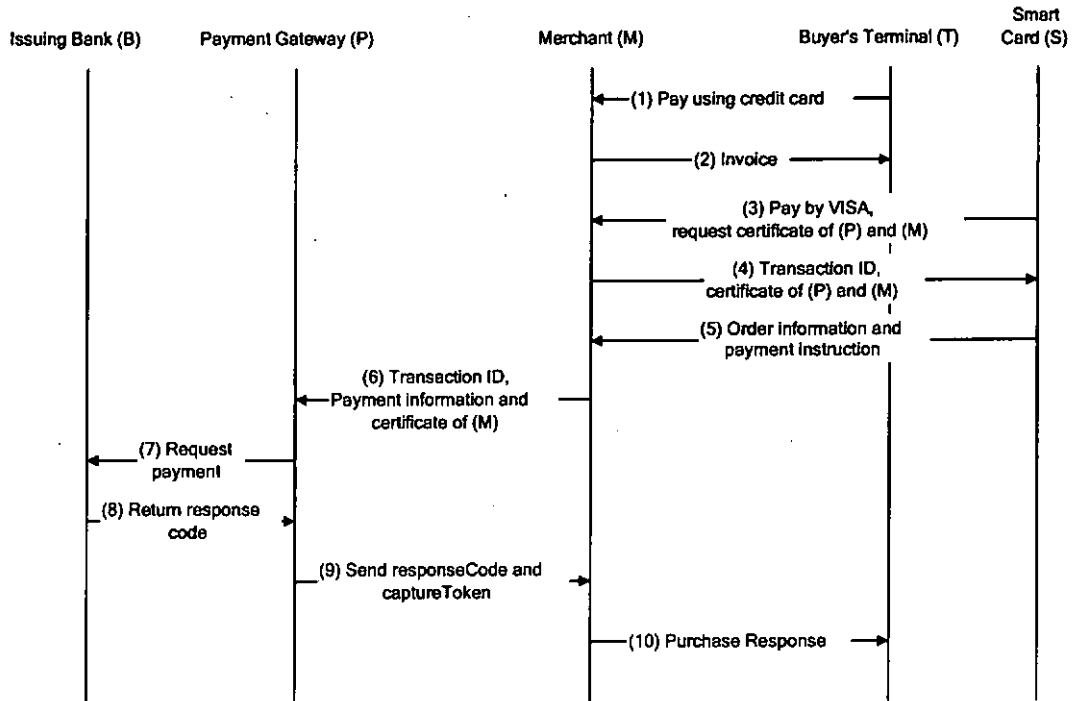 Issuing Bank (B)
Payment Gateway (P)
Merchant (M)
Buyer's Terminal (T)
Smart
Card (S)
(1) Pay using credit card
(2) Invoice
(3) Pay by VISA,
request certificate of (P) and (M)
(4) Transaction ID,
certificate of (P) and (M)
(5) Order information and
payment instruction
(6) Transaction ID,
Payment information and
certificate of (M)
(7) Request
payment
(8) Return response
code
(9) Send responseCode and
captureToken
(10) Purchase Response